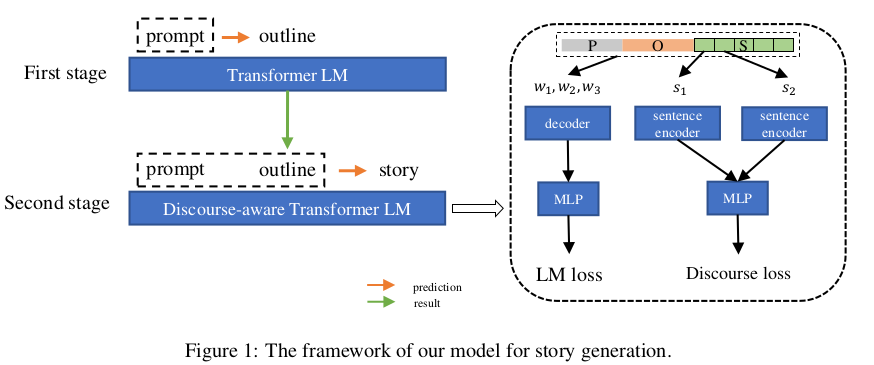 prompt outline
First stage
Transformer LM
prompt outline story
Second stage
Discourse-aware Transformer LM
prediction
result
P O S
w₁, w₂, w₃ s₁ s₂
decoder
sentence
encoder
sentence
encoder
MLP
MLP
LM loss
Discourse loss
Figure 1: The framework of our model for story generation.